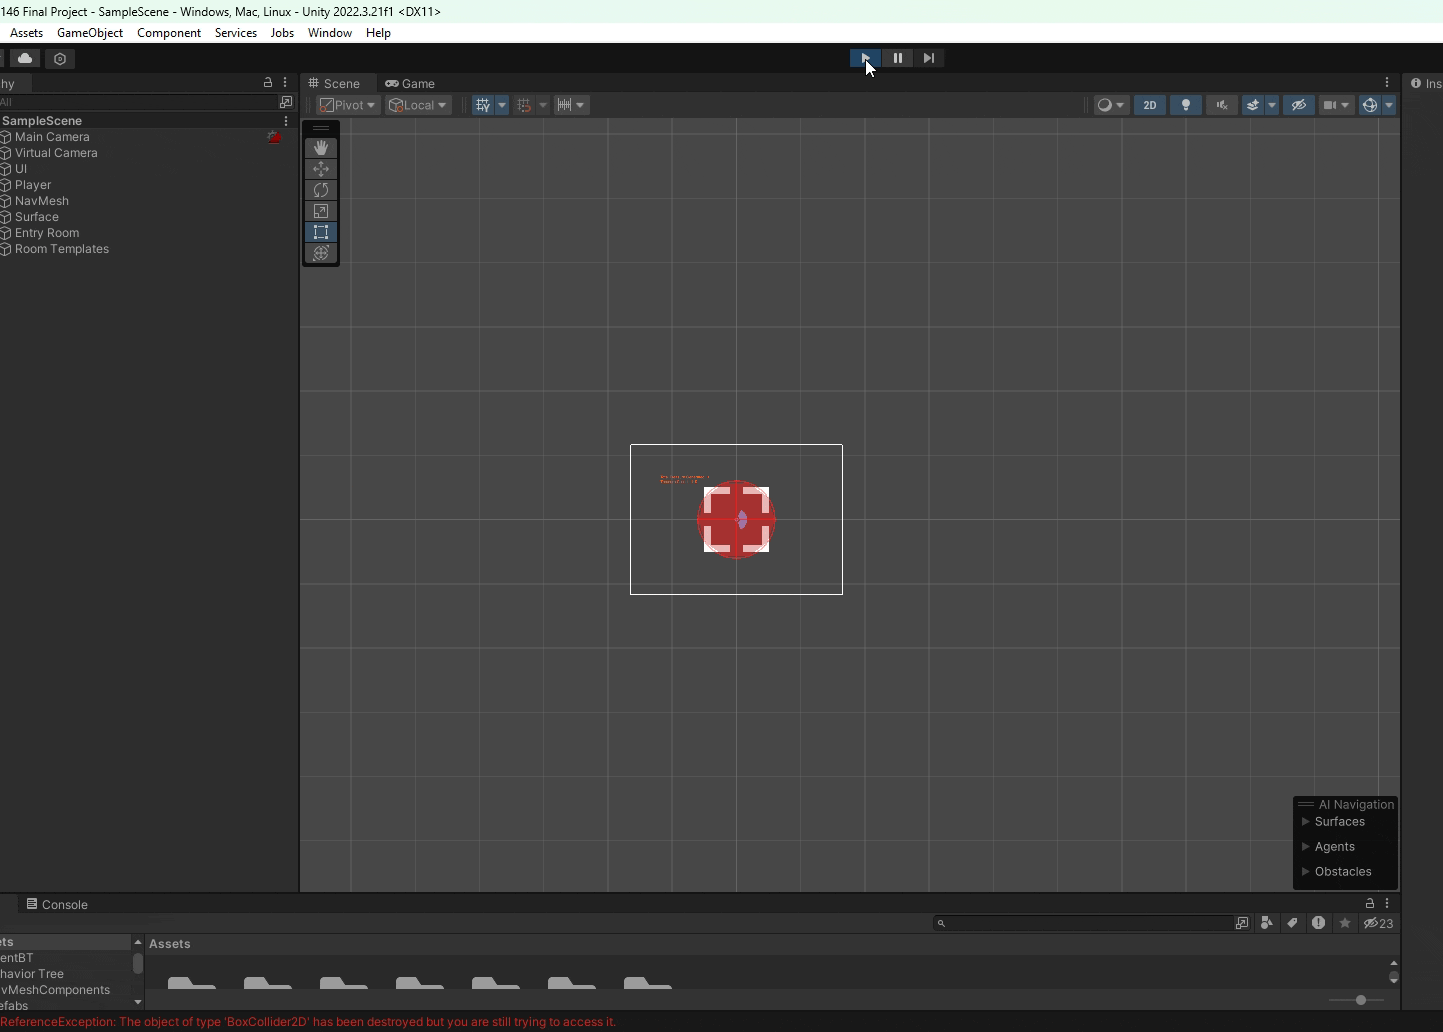 146 Final Project - SampleScene - Windows, Mac, Linux - Unity 2022.3.21f1 <DX11>
Assets GameObject Component Services Jobs Window Help
hy
Scene Game
Ins
All
Pivot Local
2D
SampleScene
Main Camera
Virtual Camera
UI
Player
NavMesh
Surface
Entry Room
Room Templates
AI Navigation
Surfaces
Agents
Obstacles
Console
23
ets
Assets
entBT
havior Tree
vMeshComponents
efabs
ReferenceException: The object of type 'BoxCollider2D' has been destroyed but you are still trying to access it.